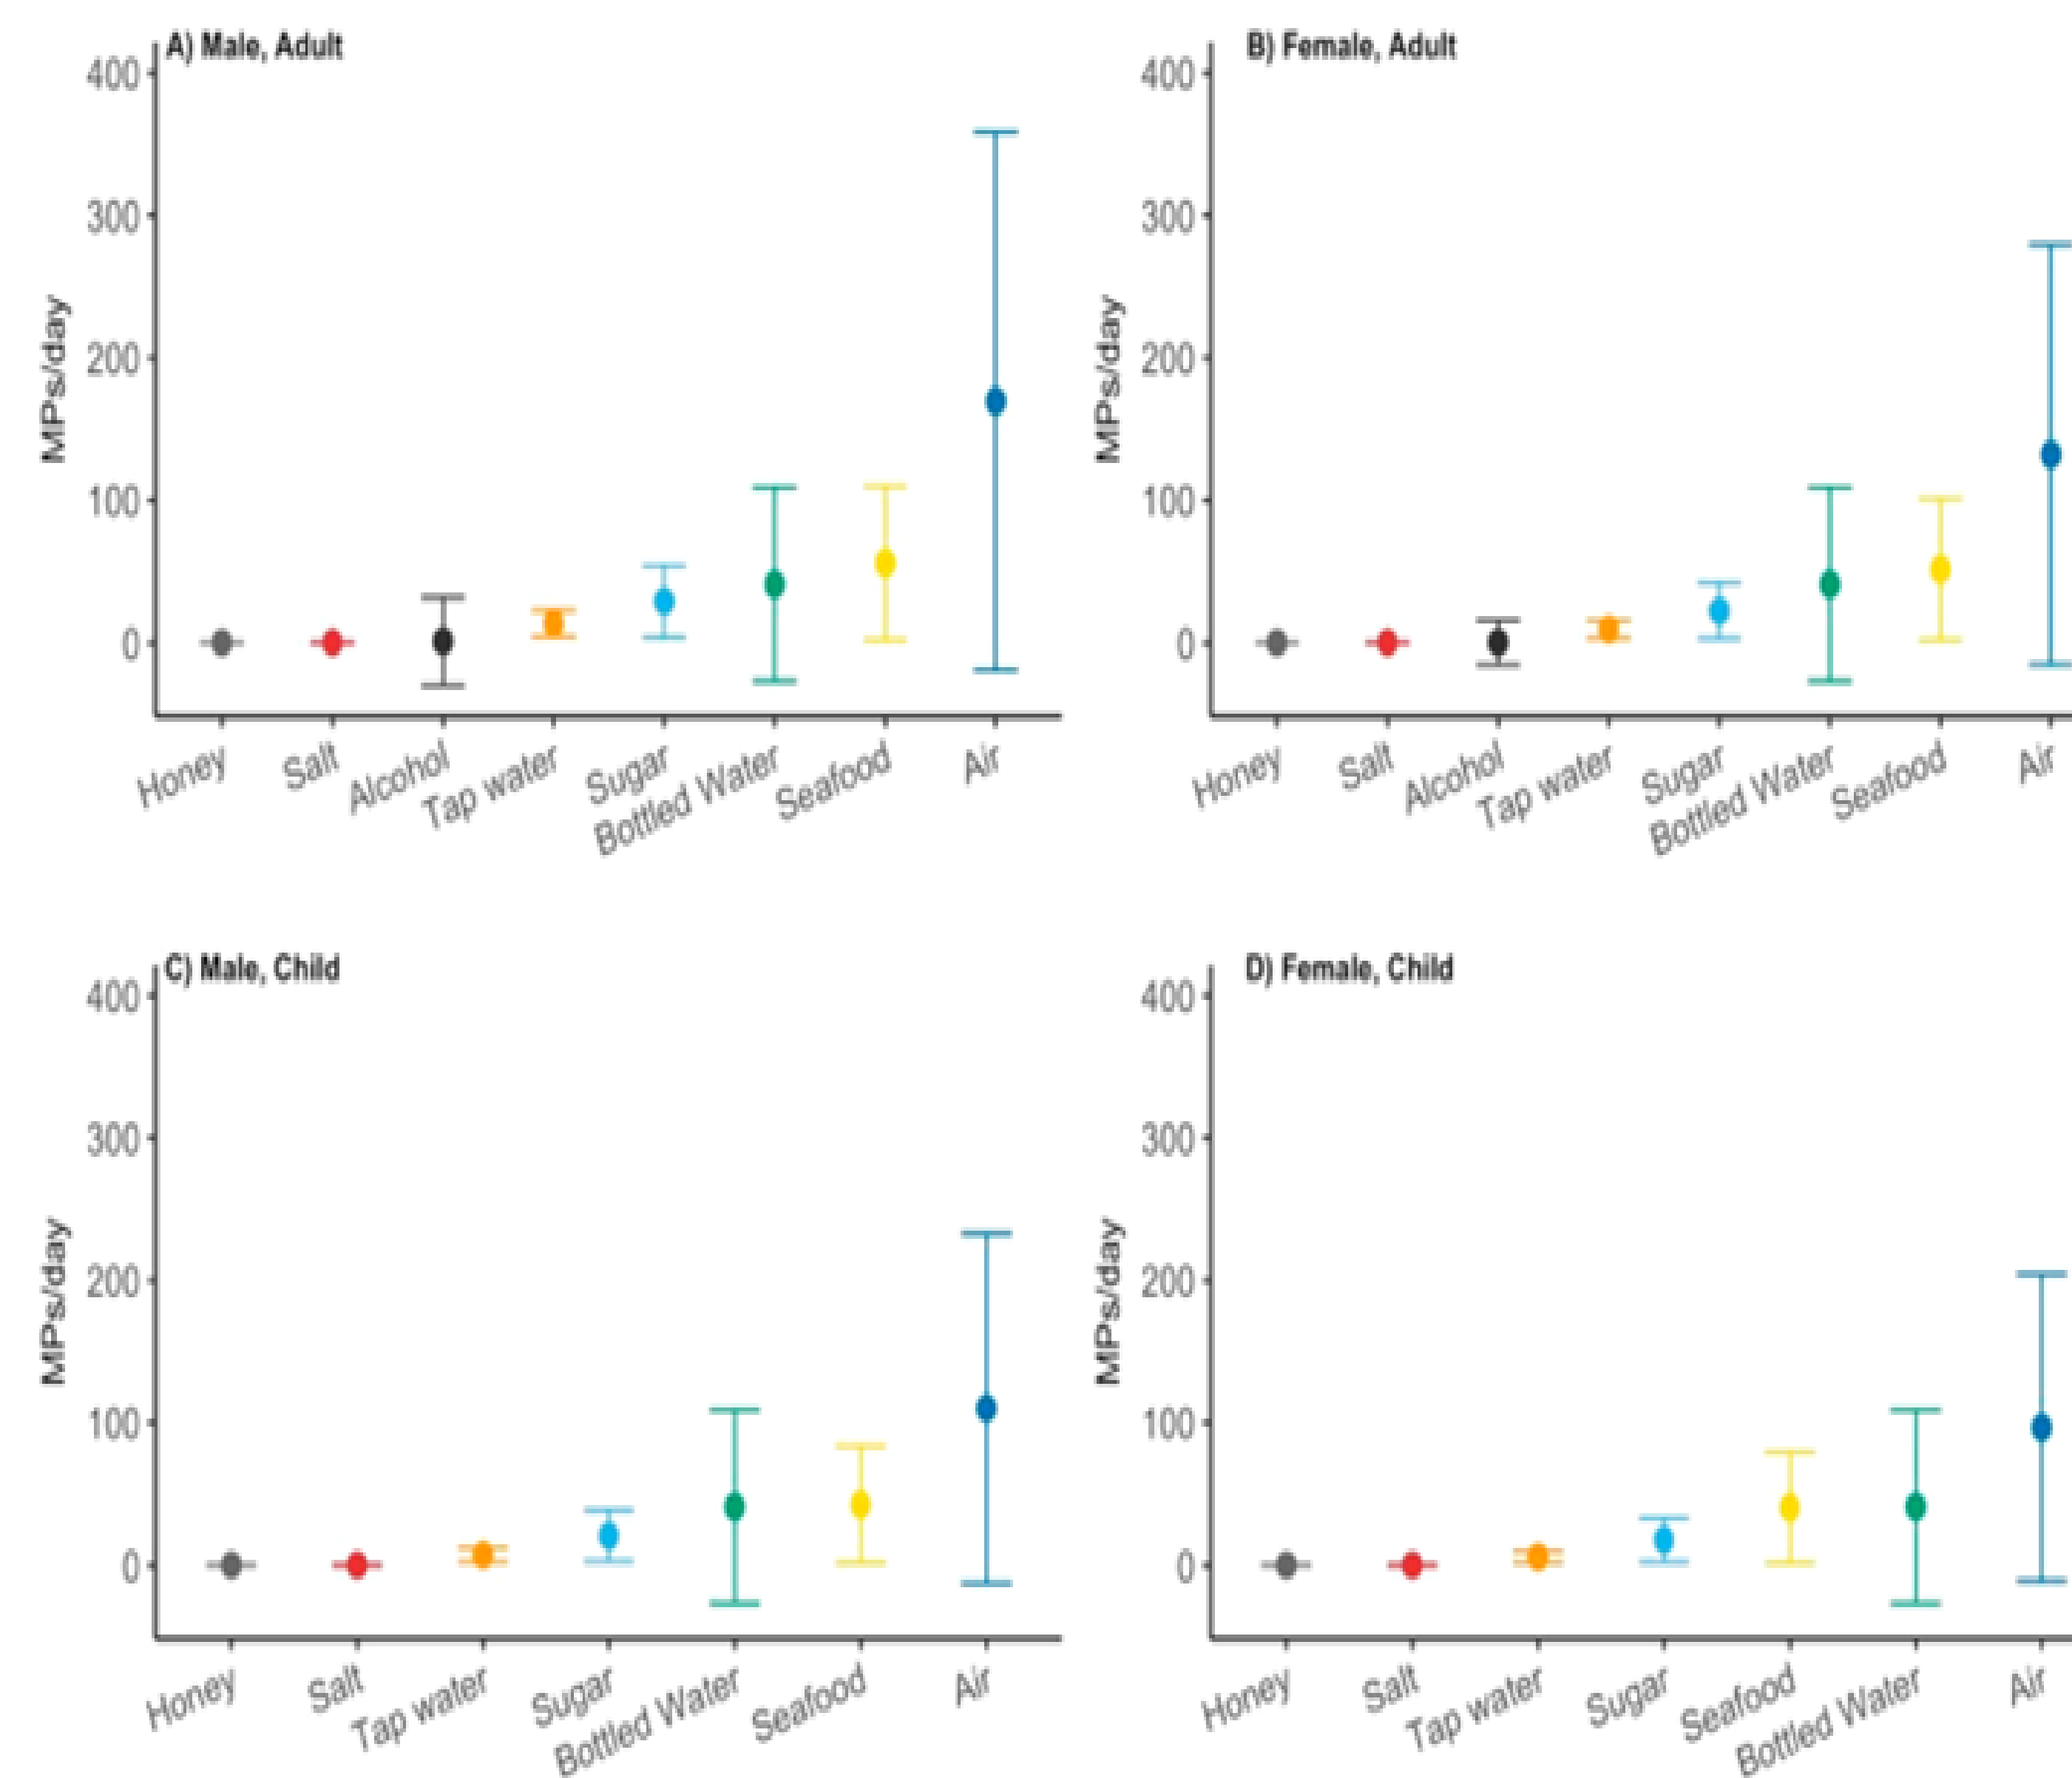 A) Male, Adult
400
300
200
100
0
MPs/day
Honey
Salt
Alcohol
Tap water
Sugar
Bottled Water
Seafood
Air
B) Female, Adult
400
300
200
100
0
MPs/day
Honey
Salt
Alcohol
Tap water
Sugar
Bottled Water
Seafood
Air
C) Male, Child
400
300
200
100
0
MPs/day
Honey
Salt
Tap water
Sugar
Bottled Water
Seafood
Air
D) Female, Child
400
300
200
100
0
MPs/day
Honey
Salt
Tap water
Sugar
Seafood
Bottled Water
Air